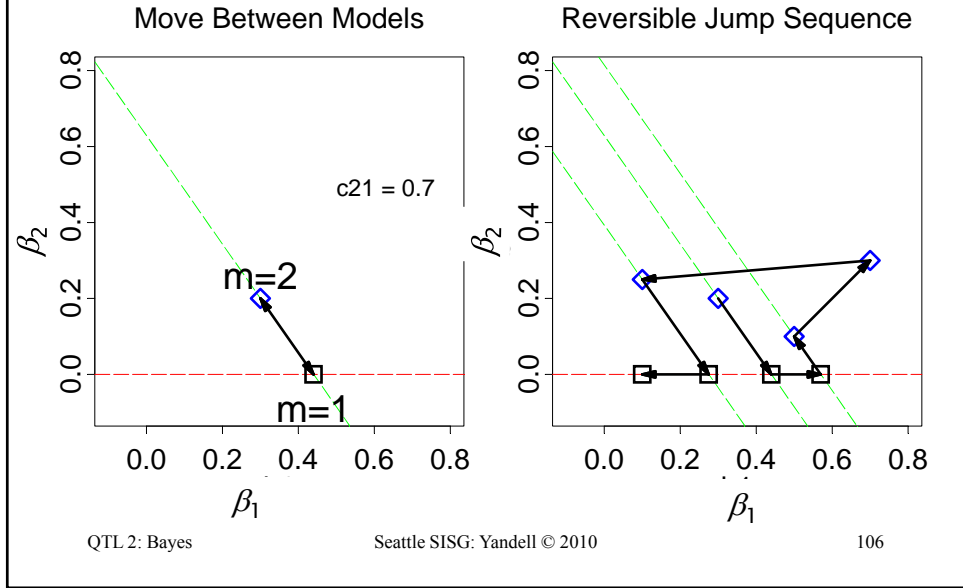 Move Between Models
Reversible Jump Sequence
0.8
0.6
0.4
0.2
0.0
β2
c21 = 0.7
m=2
m=1
0.0 0.2 0.4 0.6 0.8
β1
0.8
0.6
0.4
0.2
0.0
β2
0.0 0.2 0.4 0.6 0.8
β1
QTL 2: Bayes
Seattle SISG: Yandell © 2010
106